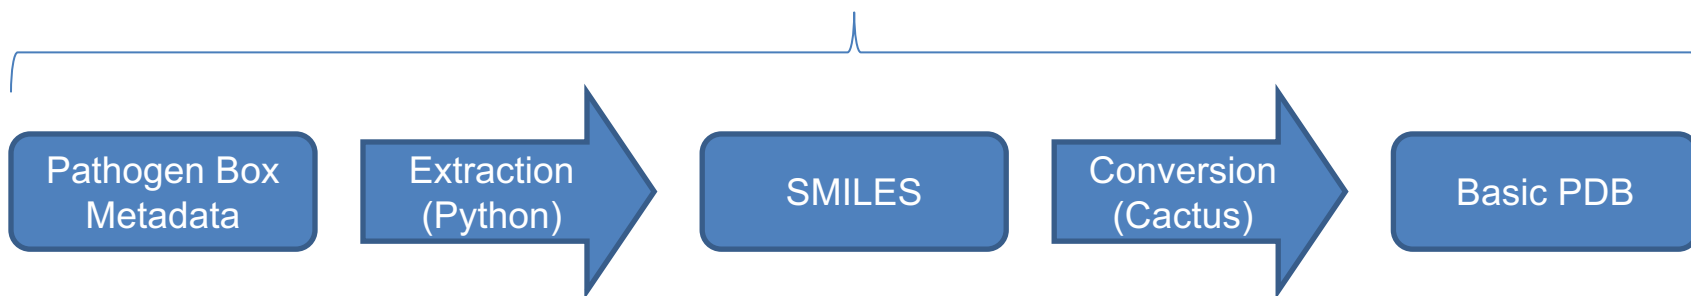 Pathogen Box
Metadata
Extraction
(Python)
SMILES
Conversion
(Cactus)
Basic PDB